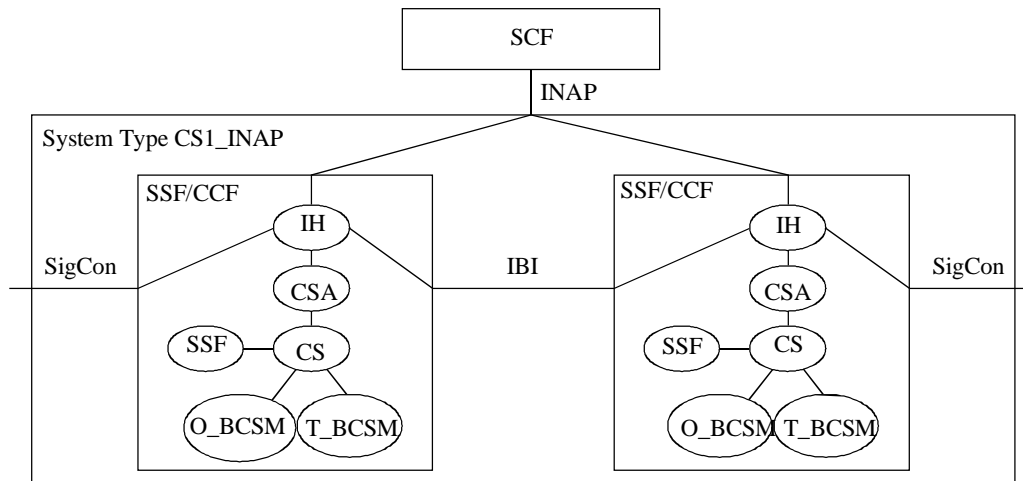 SCF
INAP
System Type CS1_INAP
SSF/CCF
SSF/CCF
IH
IH
SigCon
IBI
SigCon
CSA
CSA
SSF
CS
SSF
CS
O_BCSM
T_BCSM
O_BCSM
T_BCSM